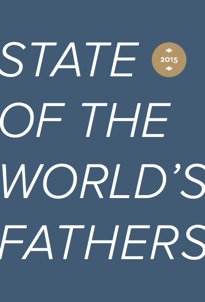 STATE
2015
OF THE
WORLD'S
FATHERS